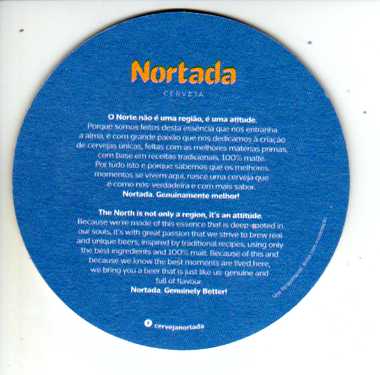 Nortada
CERVEJA
O Norte não é uma região, é uma atitude.
Porque somos feitos desta essência que nos entranha
a alma, é com grande paixão que nos dedicamos à criação
de cervejas únicas, feitas com as melhores matérias primas,
com base em receitas tradicionais, 100% malte.
Por tudo isto e porque sabemos que os melhores
momentos se vivem aqui, nasce uma cerveja que
é como nós: verdadeira e com mais sabor.
Nortada. Genuinamente melhor!
The North is not only a region, it's an attitude.
Because we're made of this essence that is deep-rooted in
our souls, it's with great passion that we strive to brew real
and unique beers, inspired by traditional recipes, using only
the best ingredients and 100% malt. Because of this and
because we know the best moments are lived here,
we bring you a beer that is just like us: genuine and
full of flavour.
Nortada. Genuinely Better!
cervejanortada